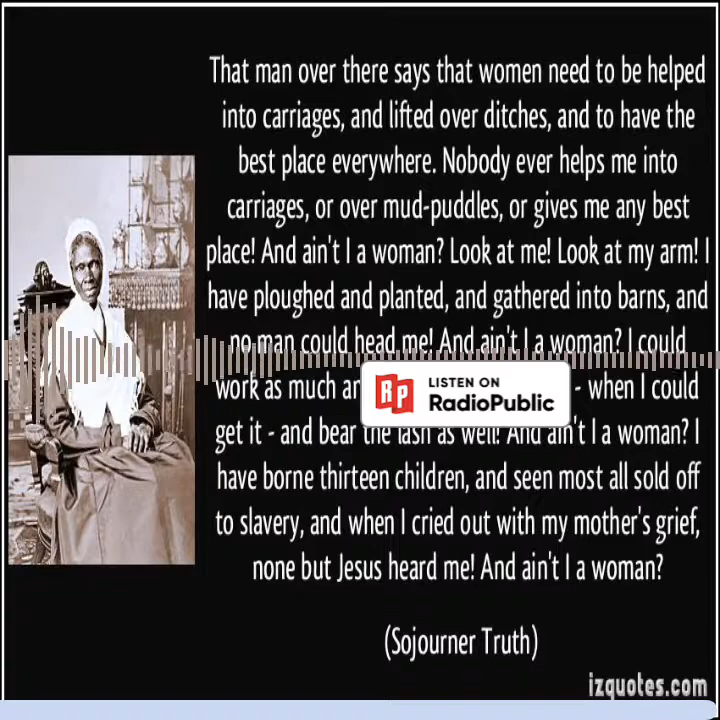 That man over there says that women need to be helped
into carriages, and lifted over ditches, and to have the
best place everywhere. Nobody ever helps me into
carriages, or over mud-puddles, or gives me any best
place! And ain't I a woman? Look at me! Look at my arm! I
have ploughed and planted, and gathered into barns, and
no man could head me! And ain't I a woman? I could
work as much - when I could
LISTEN ON
RadioPublic
RP
get it - and bear the lash as well! And ain't I a woman? I
have borne thirteen children, and seen most all sold off
to slavery, and when I cried out with my mother's grief,
none but Jesus heard me! And ain't I a woman?
(Sojourner Truth)
izquotes.com